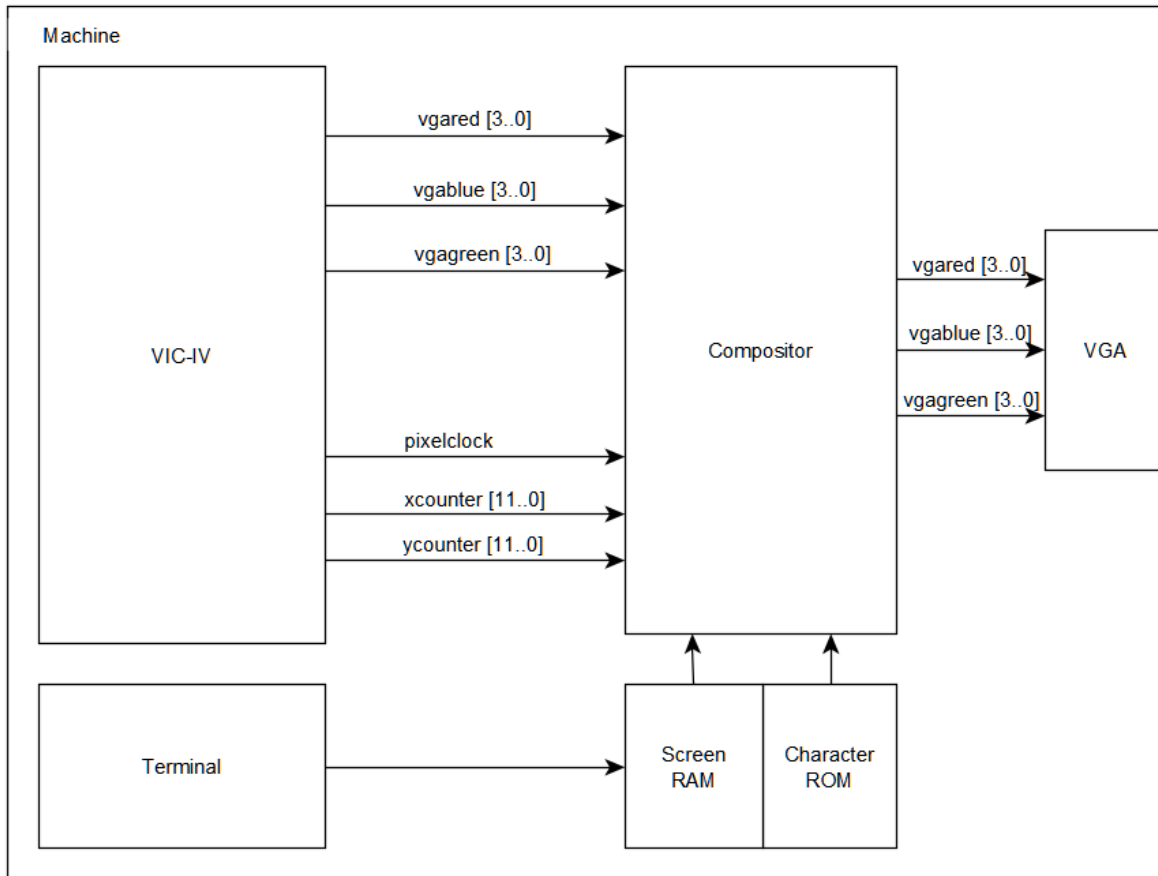 Machine
VIC-IV
vgared [3..0]
vgablue [3..0]
vgagreen [3..0]
pixelclock
xcounter [11..0]
ycounter [11..0]
Compositor
vgared [3..0]
vgablue [3..0]
vgagreen [3..0]
VGA
Terminal
Screen
RAM
Character
ROM